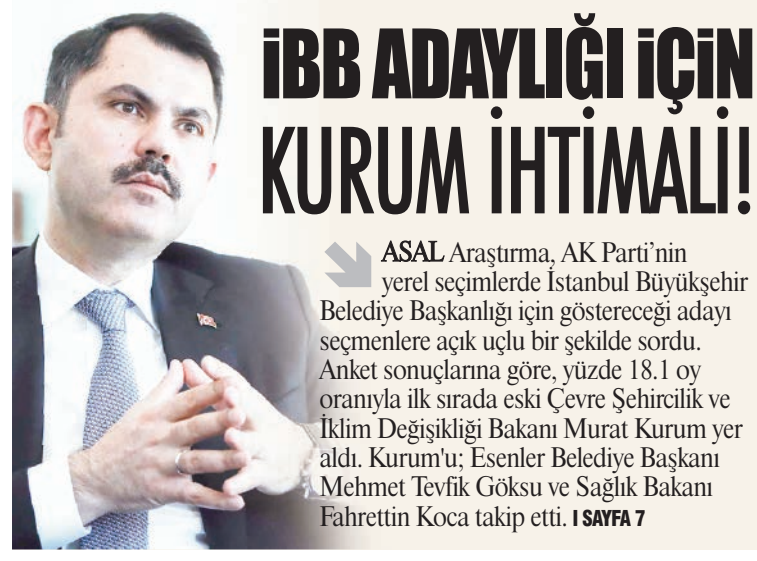 İBB ADAYLIĞI İÇİN
KURUM İHTİMALİ!
ASAL Araştırma, AK Parti’nin
yerel seçimlerde İstanbul Büyükşehir
Belediye Başkanlığı için göstereceği adayı
seçmenlere açık uçlu bir şekilde sordu.
Anket sonuçlarına göre, yüzde 18.1 oy
oranıyla ilk sırada eski Çevre Şehircilik ve
İklim Değişikliği Bakanı Murat Kurum yer
aldı. Kurum'u; Esenler Belediye Başkanı
Mehmet Tevfik Göksu ve Sağlık Bakanı
Fahrettin Koca takip etti. I SAYFA 7